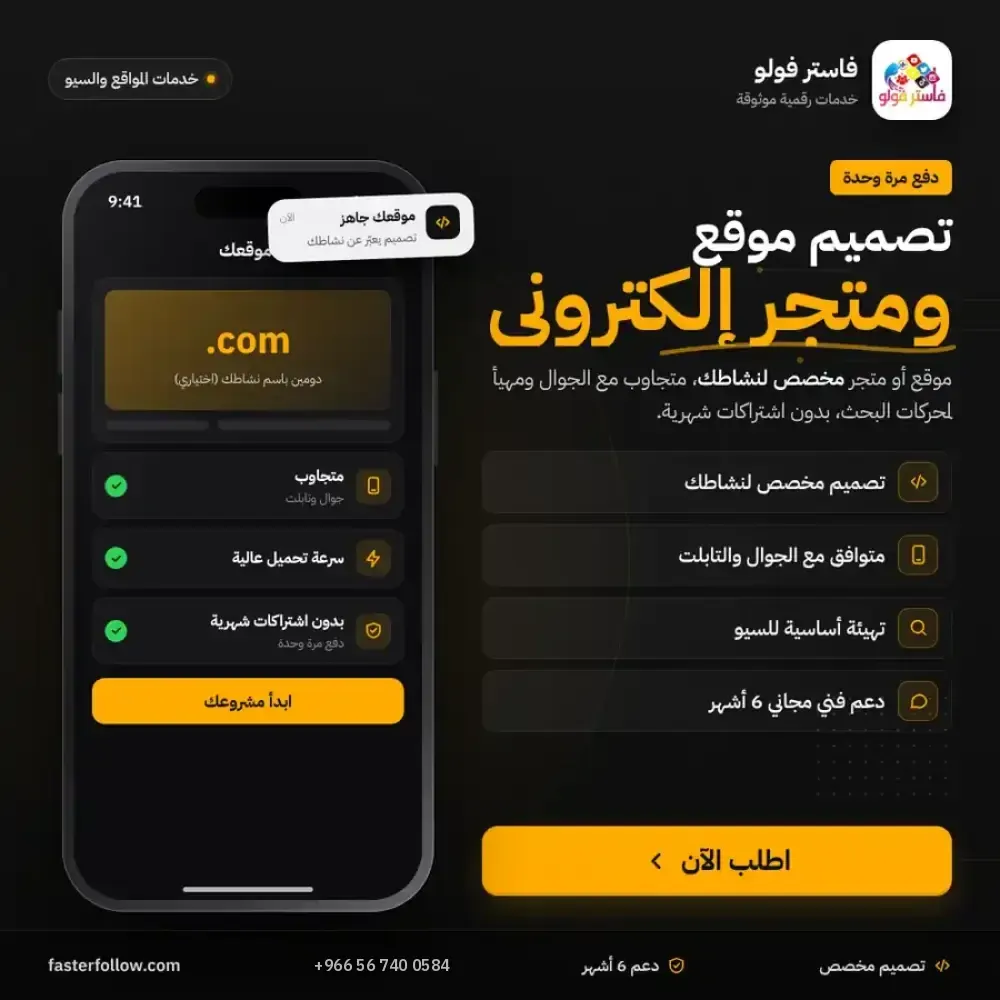 فاستر فولو
فاستر فولو
خدمات رقمية موثوقة
خدمات المواقع والسيو
دفع مرة وحدة
تصميم موقع
ومتجر إلكتروني
موقع أو متجر مخصص لنشاطك، متجاوب مع الجوال ومهيأ
لمحركات البحث، بدون اشتراكات شهرية.
تصميم مخصص لنشاطك
متوافق مع الجوال والتابلت
تهيئة أساسية للسيو
دعم فني مجاني 6 أشهر
اطلب الآن
9:41
موقعك جاهز
الآن
تصميم يعبّر عن نشاطك
موقعك
.com
دومين باسم نشاطك (اختياري)
متجاوب
جوال وتابلت
سرعة تحميل عالية
بدون اشتراكات شهرية
دفع مرة وحدة
ابدأ مشروعك
تصميم مخصص
دعم 6 أشهر
+966 56 740 0584
fasterfollow.com